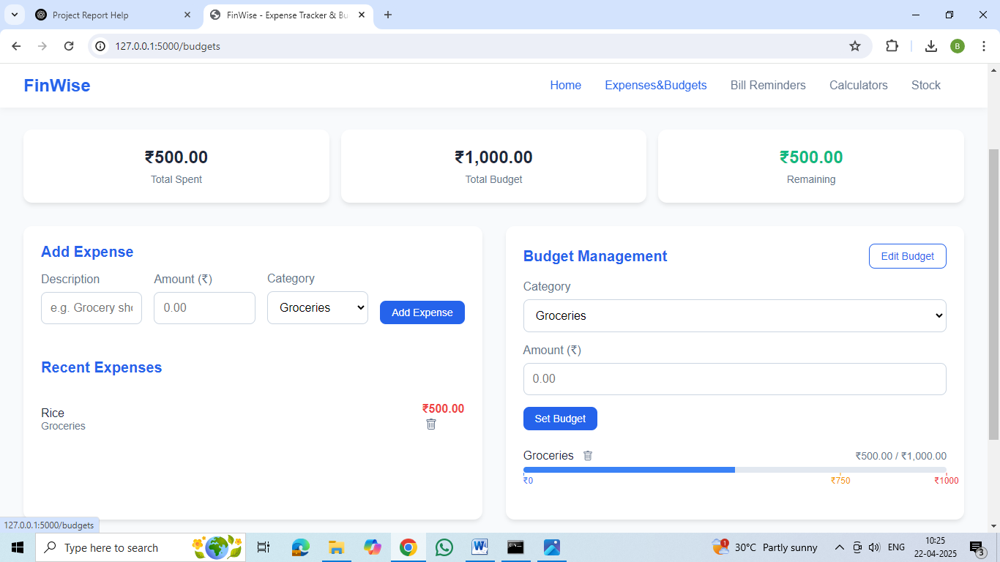 Project Report Help
FinWise - Expense Tracker & Bu
127.0.0.1:5000/budgets
B
FinWise
Home Expenses&Budgets Bill Reminders Calculators Stock
₹500.00
Total Spent
₹1,000.00
Total Budget
₹500.00
Remaining
Add Expense
Description Amount (₹) Category
e.g. Grocery sho 0.00 Groceries Add Expense
Recent Expenses
Rice ₹500.00
Groceries
Budget Management Edit Budget
Category
Groceries
Amount (₹)
0.00
Set Budget
Groceries ₹500.00 / ₹1,000.00
₹0 ₹750 ₹1000
127.0.0.1:5000/budgets
Type here to search
W
1
30°C Partly sunny
ENG
10:25
22-04-2025
3